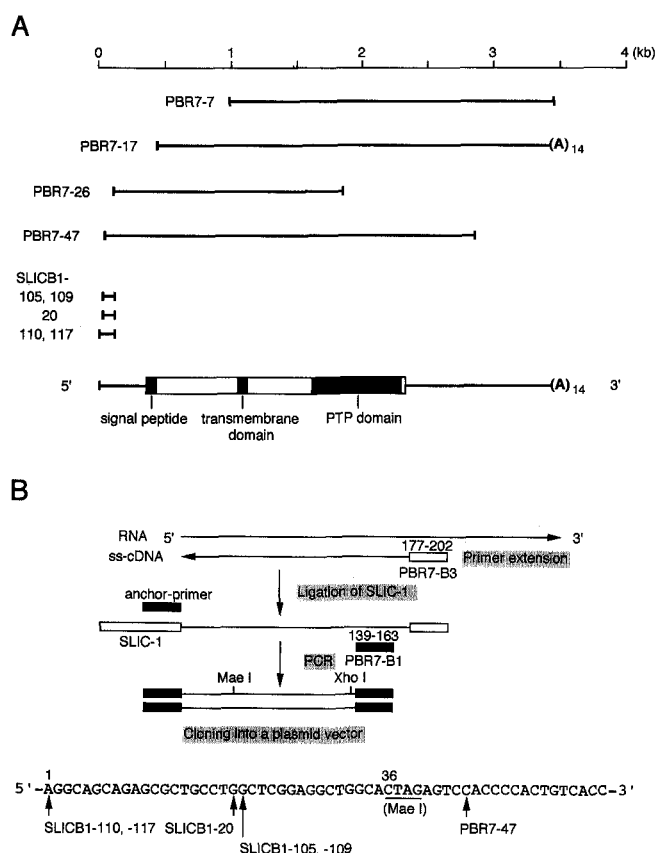 A
0 1 2 3 4 (kb)
PBR7-7
PBR7-17 (A)14
PBR7-26
PBR7-47
SLICB1-
105, 109
20
110, 117
5' (A)14 3'
signal peptide transmembrane domain PTP domain
B
RNA 5' 3'
177-202
ss-cDNA Primer extension
PBR7-B3
anchor-primer Ligation of SLIC-1
SLIC-1 139-163
PCR PBR7-B1
Mae I Xho I
Cloning into a plasmid vector
1 36
5'-AGGCAGCAGAGCGCTGCCTGGCTCGGAGGCTGGCACTAGAGTCCACCCCACTGTCACC-3'
(Mae I)
SLICB1-110, -117 SLICB1-20 PBR7-47
SLICB1-105, -109